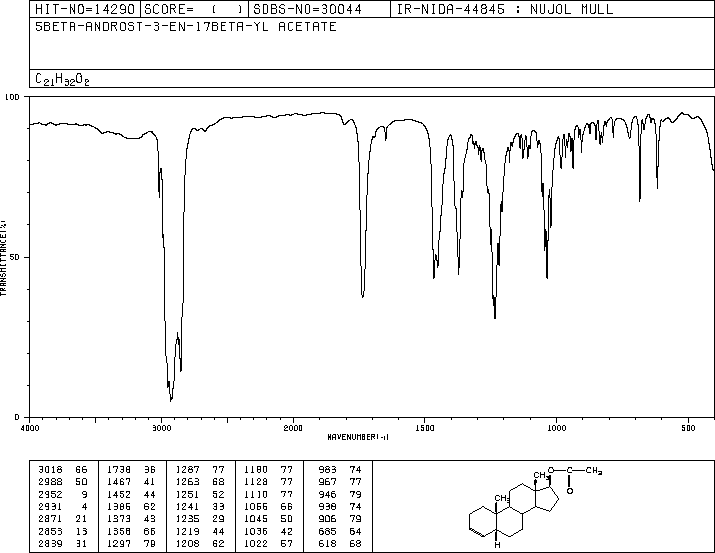 HIT-NO=14290 SCORE= ( ) SDBS-NO=30044 IR-NIDA-44845 : NUJOL MULL
5BETA-ANDROST-3-EN-17BETA-YL ACETATE
C21H32O2
100
50
0
TRANSMITTANCE(%)
4000 3000 2000 1500 1000 500
WAVENUMBER(-1)
3018 66 1738 36 1287 77 1180 77 983 74
2988 50 1467 41 1263 68 1128 77 967 77
2952 9 1452 44 1251 52 1110 77 946 79
2931 4 1386 62 1241 33 1066 66 938 74
2871 21 1373 43 1235 29 1045 50 906 79
2853 13 1358 66 1219 44 1036 42 685 64
2839 31 1297 79 1208 62 1022 57 618 68
O C CH3
CH3
O
CH3
H